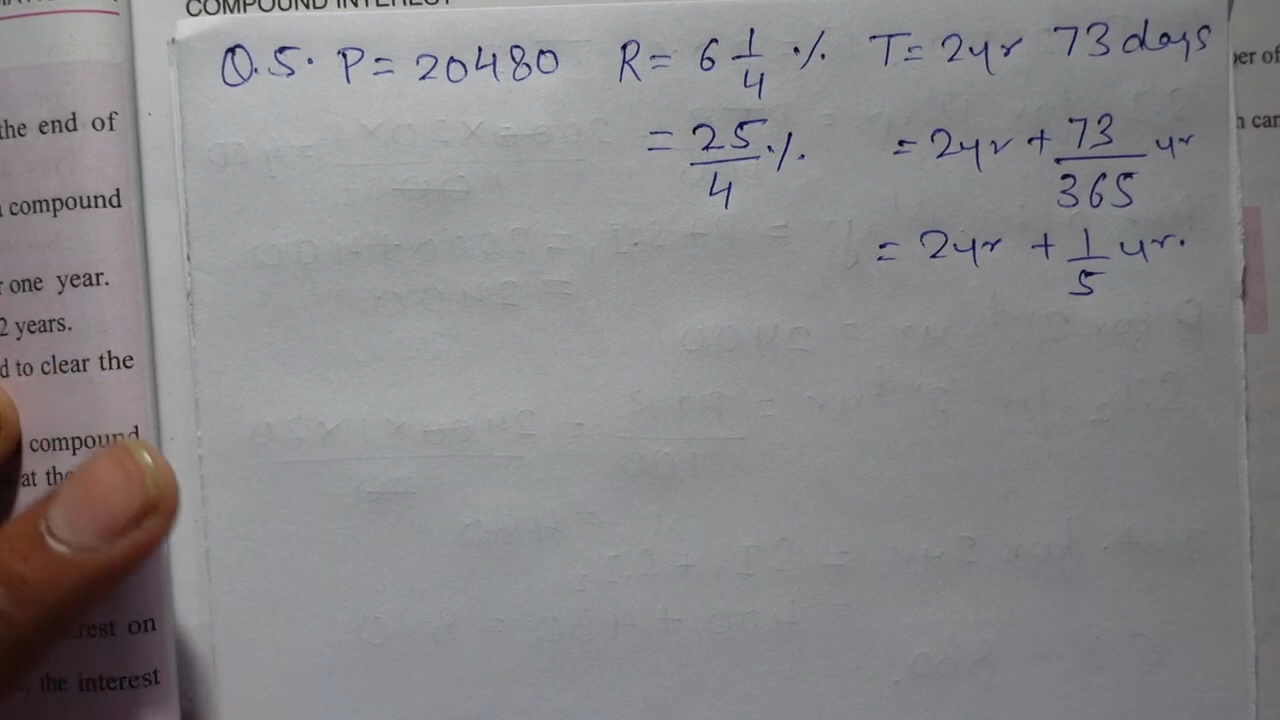 COMPOUND INTEREST
Q.5. P = 20480 R = 6 1/4 % T = 2yr 73 days
= 25/4 % = 2yr + 73/365 yr
= 2yr + 1/5 yr.
the end of
compound
one year.
2 years.
to clear the
compound
at the
rest on
the interest
of
can